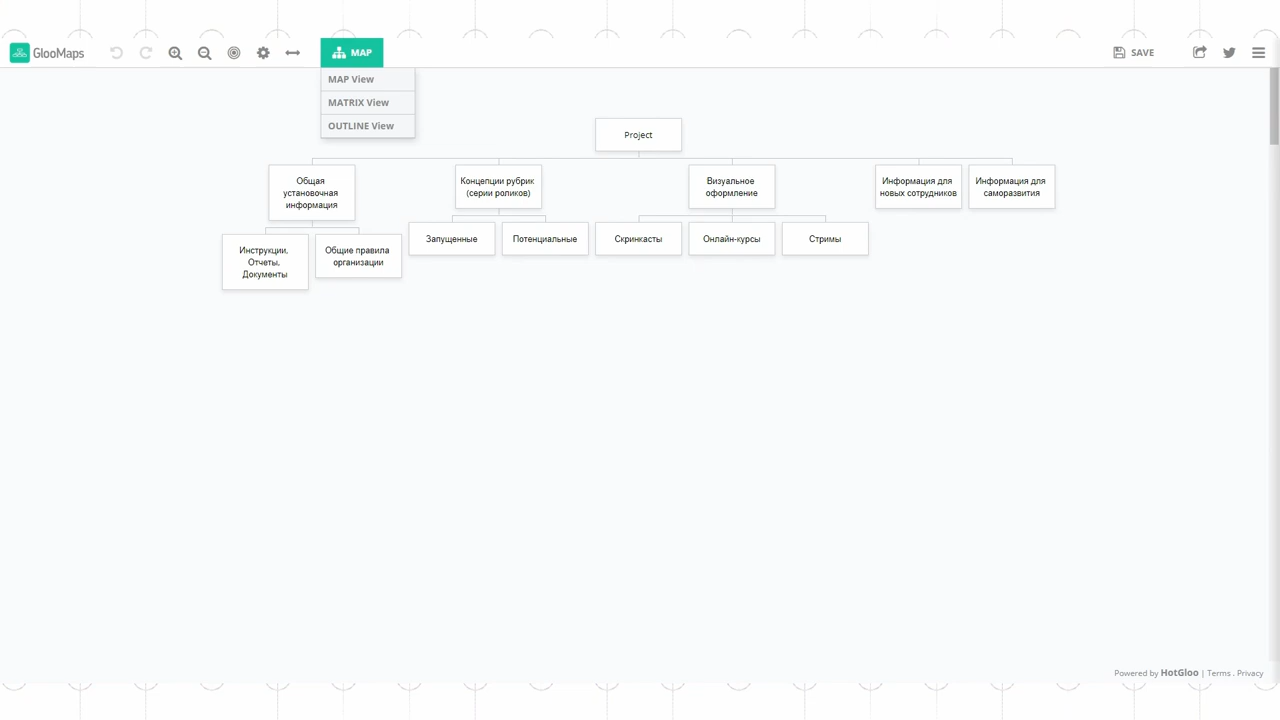 GlooMaps
MAP
SAVE
MAP View
MATRIX View
OUTLINE View
Project
Общая
установочная
информация
Концепции рубрик
(серии роликов)
Визуальное
оформление
Информация для
новых сотрудников
Информация для
саморазвития
Инструкции,
Отчеты,
Документы
Общие правила
организации
Запущенные
Потенциальные
Скринкасты
Онлайн-курсы
Стримы
Powered by HotGloo | Terms . Privacy